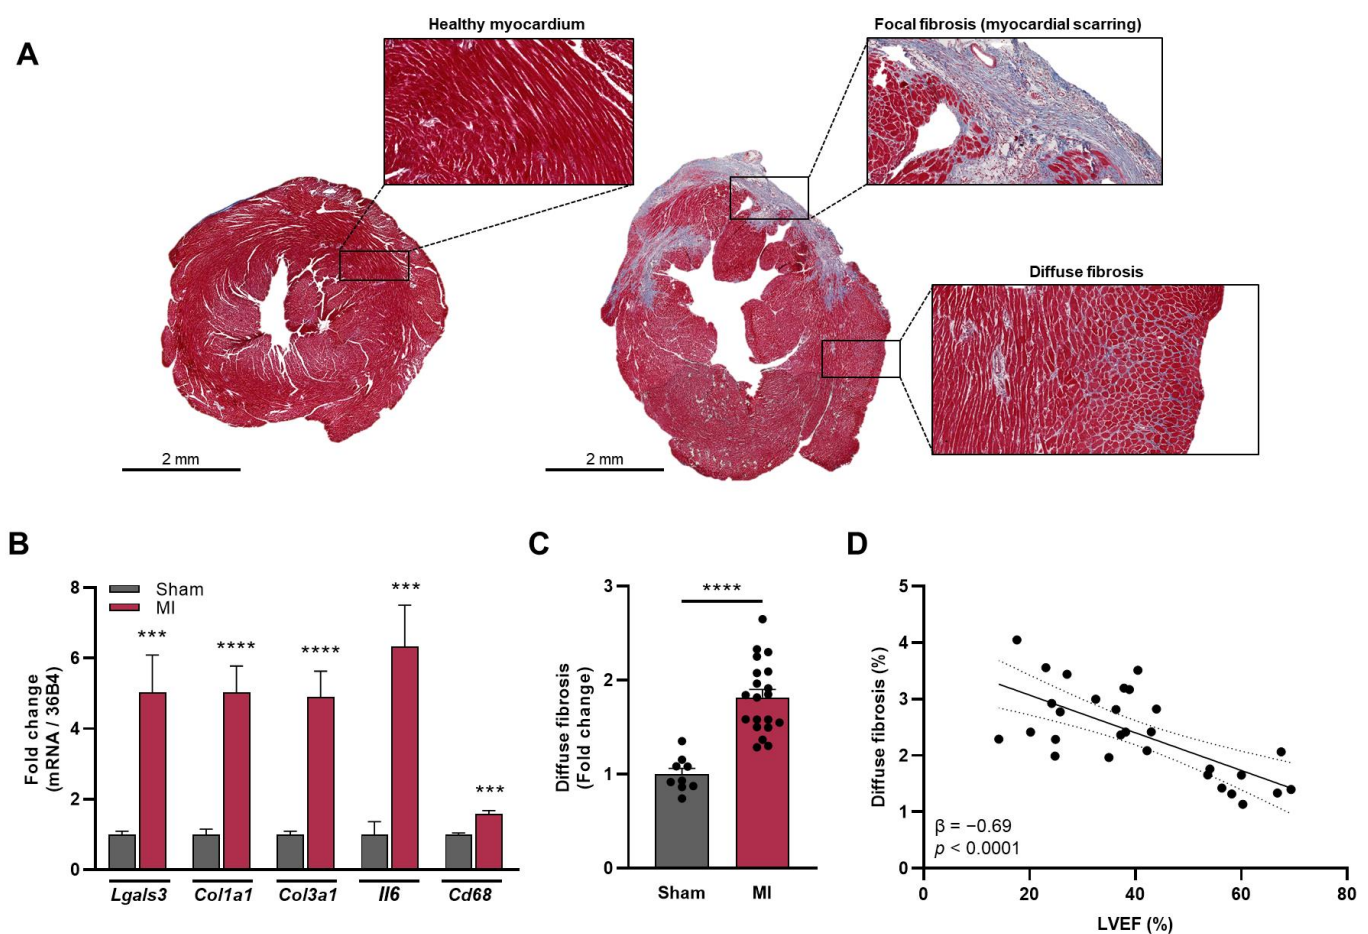 A
Healthy myocardium
Focal fibrosis (myocardial scarring)
Diffuse fibrosis
2 mm
2 mm
B
Fold change
(mRNA / 36B4)
8
6
4
2
0
Sham
MI
***
****
****
***
***
Lgals3
Col1a1
Col3a1
Il6
Cd68
C
Diffuse fibrosis
(Fold change)
3
2
1
0
****
Sham
MI
D
Diffuse fibrosis (%)
5
4
3
2
1
0
β = −0.69
p < 0.0001
0
20
40
60
80
LVEF (%)